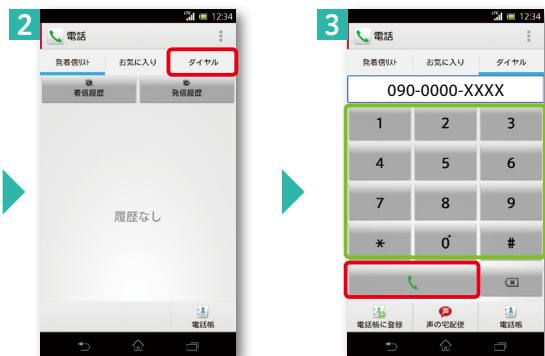 2
12:34
電話
発着信リスト お気に入り ダイヤル
着信履歴 発信履歴
履歴なし
電話帳
3
12:34
電話
発着信リスト お気に入り ダイヤル
090-0000-XXXX
1 2 3
4 5 6
7 8 9
* 0+ #
声
電話帳に登録 声の宅配便 電話帳